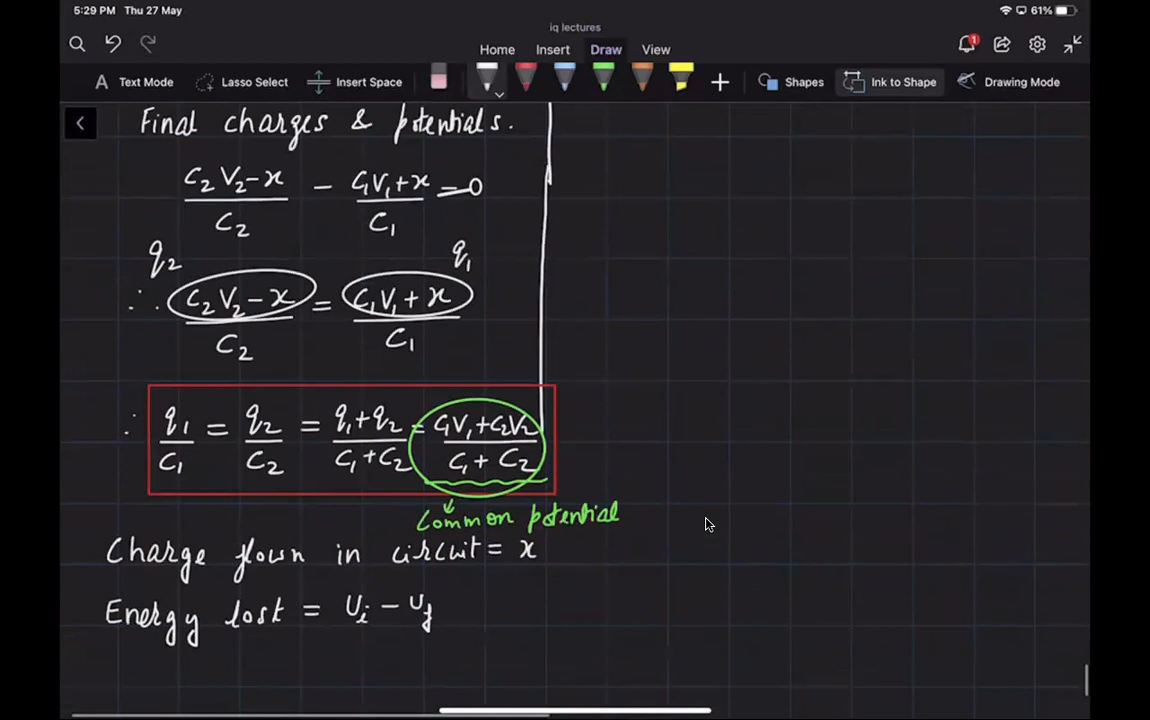 5:29 PM Thu 27 May
61%
iq lectures
Home Insert Draw View
1
A Text Mode Lasso Select Insert Space + Shapes Ink to Shape Drawing Mode
Final charges & potentials.
(C₂V₂-x)/C₂ - (C₁V₁+x)/C₁ = 0
q₂ q₁
∴ (C₂V₂-x)/C₂ = (C₁V₁+x)/C₁
∴ q₁/C₁ = q₂/C₂ = (q₁+q₂)/(C₁+C₂) = (C₁V₁+C₂V₂)/(C₁+C₂)
Common potential
Charge flown in circuit = x
Energy lost = Ui - Uf